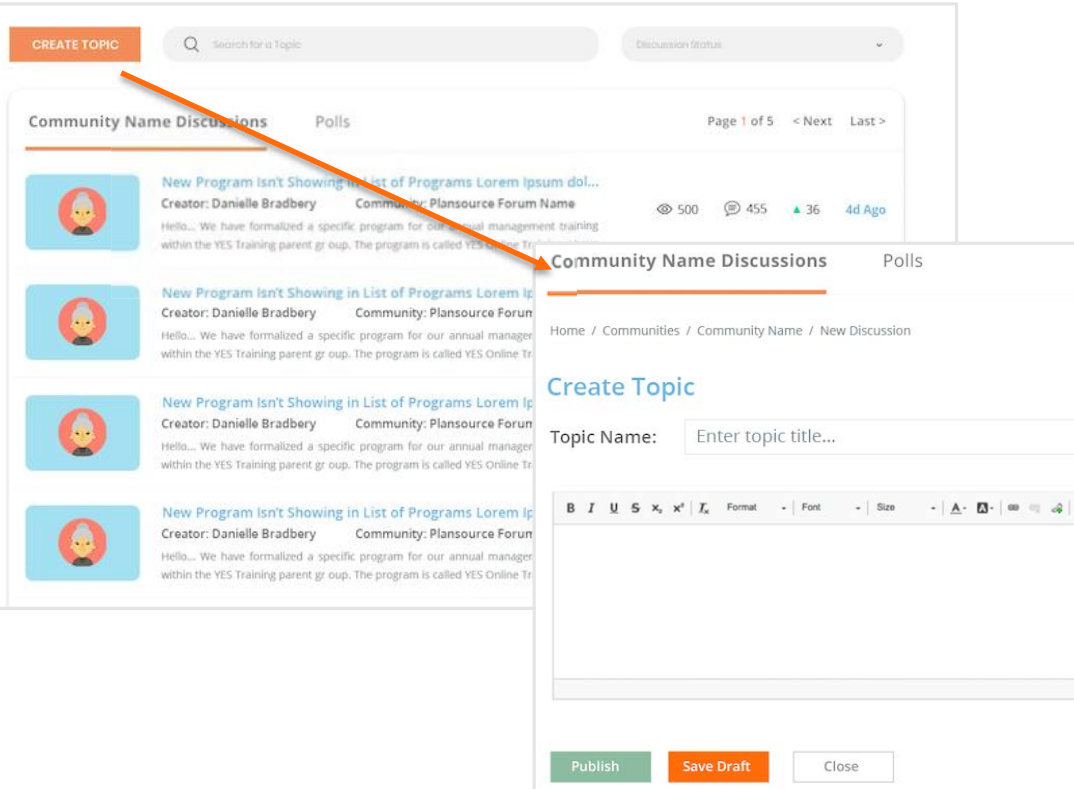 CREATE TOPIC
Search for a Topic
Discussion Status
Community Name Discussions Polls Page 1 of 5 < Next Last >
New Program Isn't Showing in List of Programs Lorem Ipsum dol...
Creator: Danielle Bradbery Community: Plansource Forum Name
500 455 36 4d Ago
Hello... We have formalized a specific program for our annual management training
within the YES Training parent gr oup. The program is called YES Online
New Program Isn't Showing in List of Programs Lorem
Creator: Danielle Bradbery Community: Plansource Forum
Hello... We have formalized a specific program for our annual
within the YES Training parent gr oup. The program is called YES Online
New Program Isn't Showing in List of Programs Lorem
Creator: Danielle Bradbery Community: Plansource Forum
Hello... We have formalized a specific program for our annual
within the YES Training parent gr oup. The program is called YES Online
New Program Isn't Showing in List of Programs Lorem
Creator: Danielle Bradbery Community: Plansource Forum
Hello... We have formalized a specific program for our annual
within the YES Training parent gr oup. The program is called YES Online
Community Name Discussions Polls
Home / Communities / Community Name / New Discussion
Create Topic
Topic Name: Enter topic title...
B I U S x₂ x² Iₓ Format Font Size A A
Publish Save Draft Close